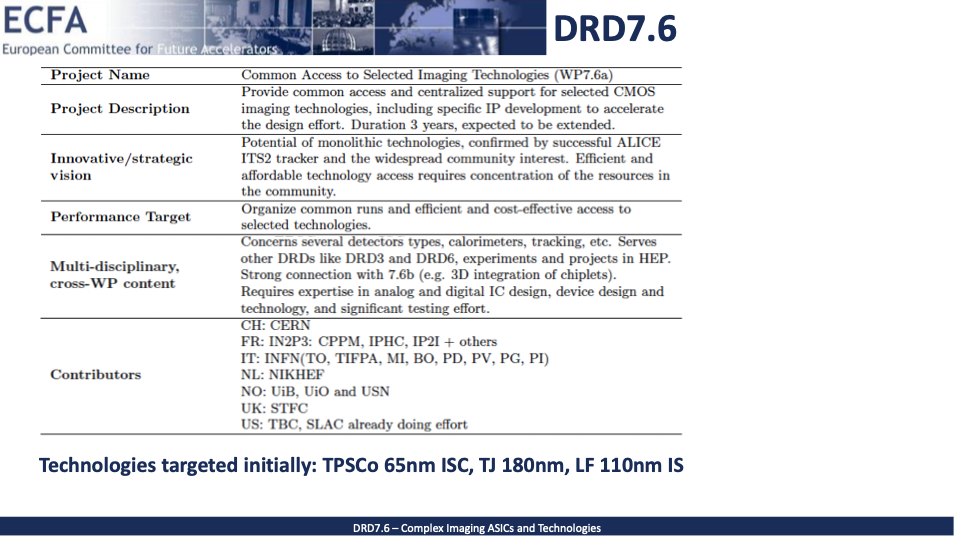 ECFA
European Committee for Future Accelerators
DRD7.6
Project Name
Common Access to Selected Imaging Technologies (WP7.6a)
Project Description
Provide common access and centralized support for selected CMOS
imaging technologies, including specific IP development to accelerate
the design effort. Duration 3 years, expected to be extended.
Innovative/strategic
vision
Potential of monolithic technologies, confirmed by successful ALICE
ITS2 tracker and the widespread community interest. Efficient and
affordable technology access requires concentration of the resources in
the community.
Performance Target
Organize common runs and efficient and cost-effective access to
selected technologies.
Multi-disciplinary,
cross-WP content
Concerns several detectors types, calorimeters, tracking, etc. Serves
other DRDs like DRD3 and DRD6, experiments and projects in HEP.
Strong connection with 7.6b (e.g. 3D integration of chiplets).
Requires expertise in analog and digital IC design, device design and
technology, and significant testing effort.
Contributors
CH: CERN
FR: IN2P3: CPPM, IPHC, IP2I + others
IT: INFN(TO, TIFPA, MI, BO, PD, PV, PG, PI)
NL: NIKHEF
NO: UiB, UiO and USN
UK: STFC
US: TBC, SLAC already doing effort
Technologies targeted initially: TPSCo 65nm ISC, TJ 180nm, LF 110nm IS
DRD7.6 – Complex Imaging ASICs and Technologies